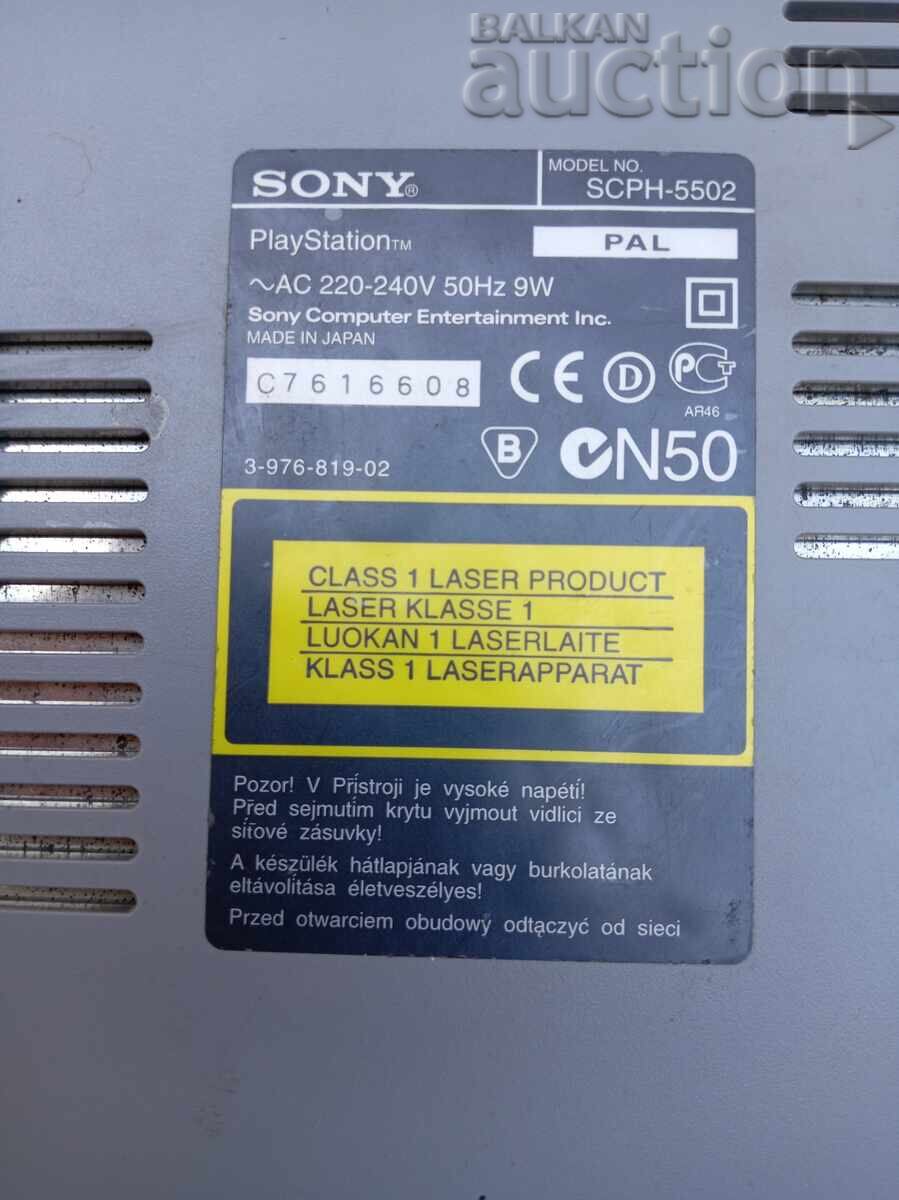 BALKAN
auction
SONY®
MODEL NO.
SCPH-5502
PlayStation™
PAL
~AC 220-240V 50Hz 9W
Sony Computer Entertainment Inc.
MADE IN JAPAN
C7616608
CE D PCT
AR46
3-976-819-02
B
N50
CLASS 1 LASER PRODUCT
LASER KLASSE 1
LUOKAN 1 LASERLAITE
KLASS 1 LASERAPPARAT
Pozor! V Přístroji je vysoké napětí!
Před sejmutím krytu vyjmout vidlici ze
síťové zásuvky!
A készülék hátlapjának vagy burkolatának
eltávolítása életveszélyes!
Przed otwarciem obudowy odtączyć od sieci